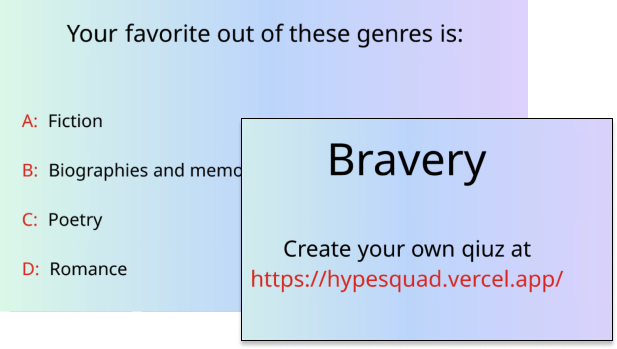 Your favorite out of these genres is:
A: Fiction
B: Biographies and
C: Poetry
D: Romance
Bravery
Create your own qiuz at
https://hypesquad.vercel.app/